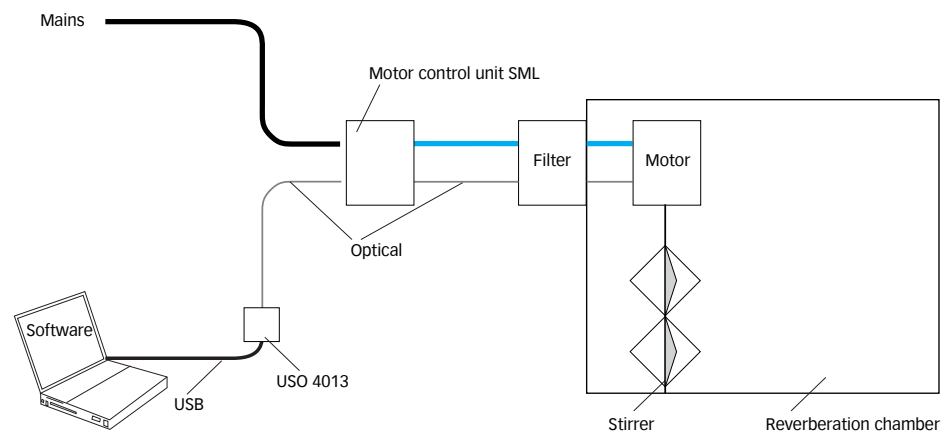 Mains
Motor control unit SML
Filter
Motor
Optical
Software
USO 4013
USB
Stirrer
Reverberation chamber